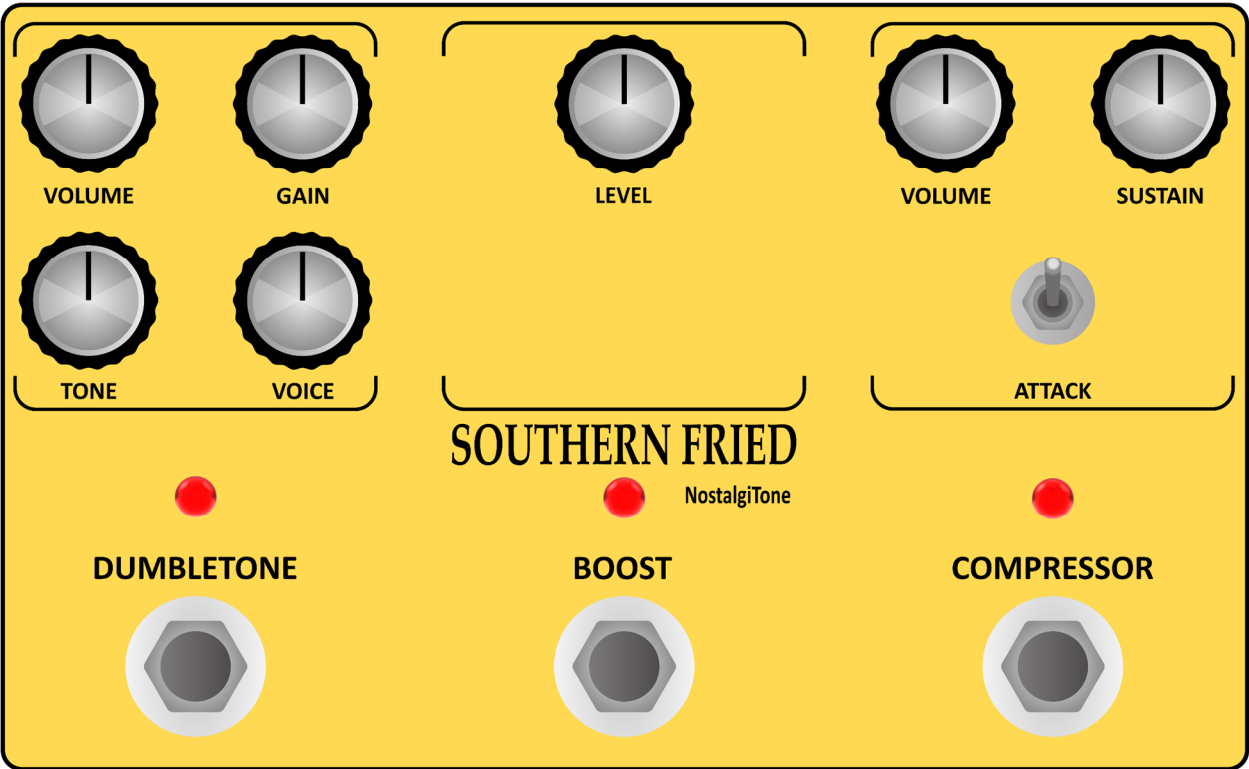 VOLUME GAIN LEVEL VOLUME SUSTAIN
TONE VOICE ATTACK
SOUTHERN FRIED
NostalgiTone
DUMBLETONE BOOST COMPRESSOR